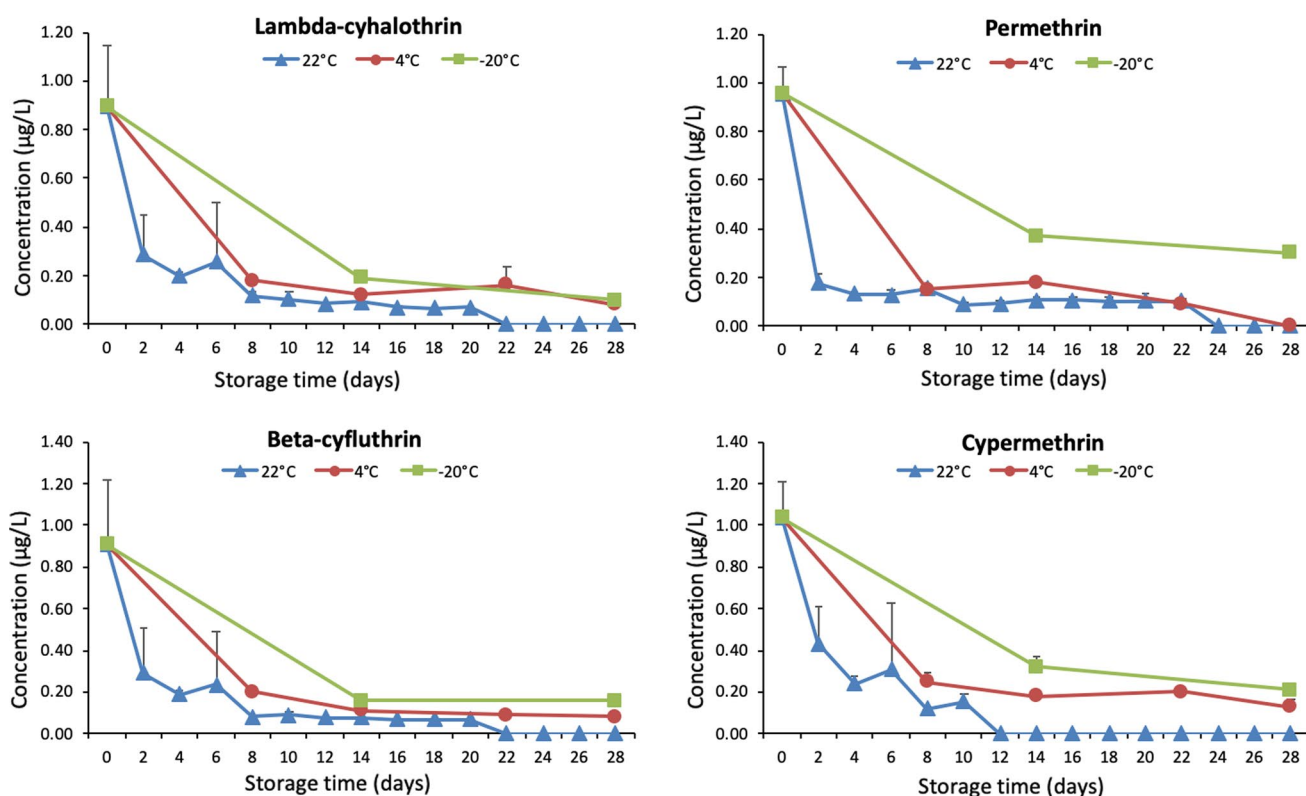 Lambda-cyhalothrin
22°C 4°C -20°C
Concentration (µg/L)
1.20
1.00
0.80
0.60
0.40
0.20
0.00
0 2 4 6 8 10 12 14 16 18 20 22 24 26 28
Storage time (days)
Permethrin
22°C 4°C -20°C
Concentration (µg/L)
1.20
1.00
0.80
0.60
0.40
0.20
0.00
0 2 4 6 8 10 12 14 16 18 20 22 24 26 28
Storage time (days)
Beta-cyfluthrin
22°C 4°C -20°C
Concentration (µg/L)
1.40
1.20
1.00
0.80
0.60
0.40
0.20
0.00
0 2 4 6 8 10 12 14 16 18 20 22 24 26 28
Storage time (days)
Cypermethrin
22°C 4°C -20°C
Concentration (µg/L)
1.40
1.20
1.00
0.80
0.60
0.40
0.20
0.00
0 2 4 6 8 10 12 14 16 18 20 22 24 26 28
Storage time (days)